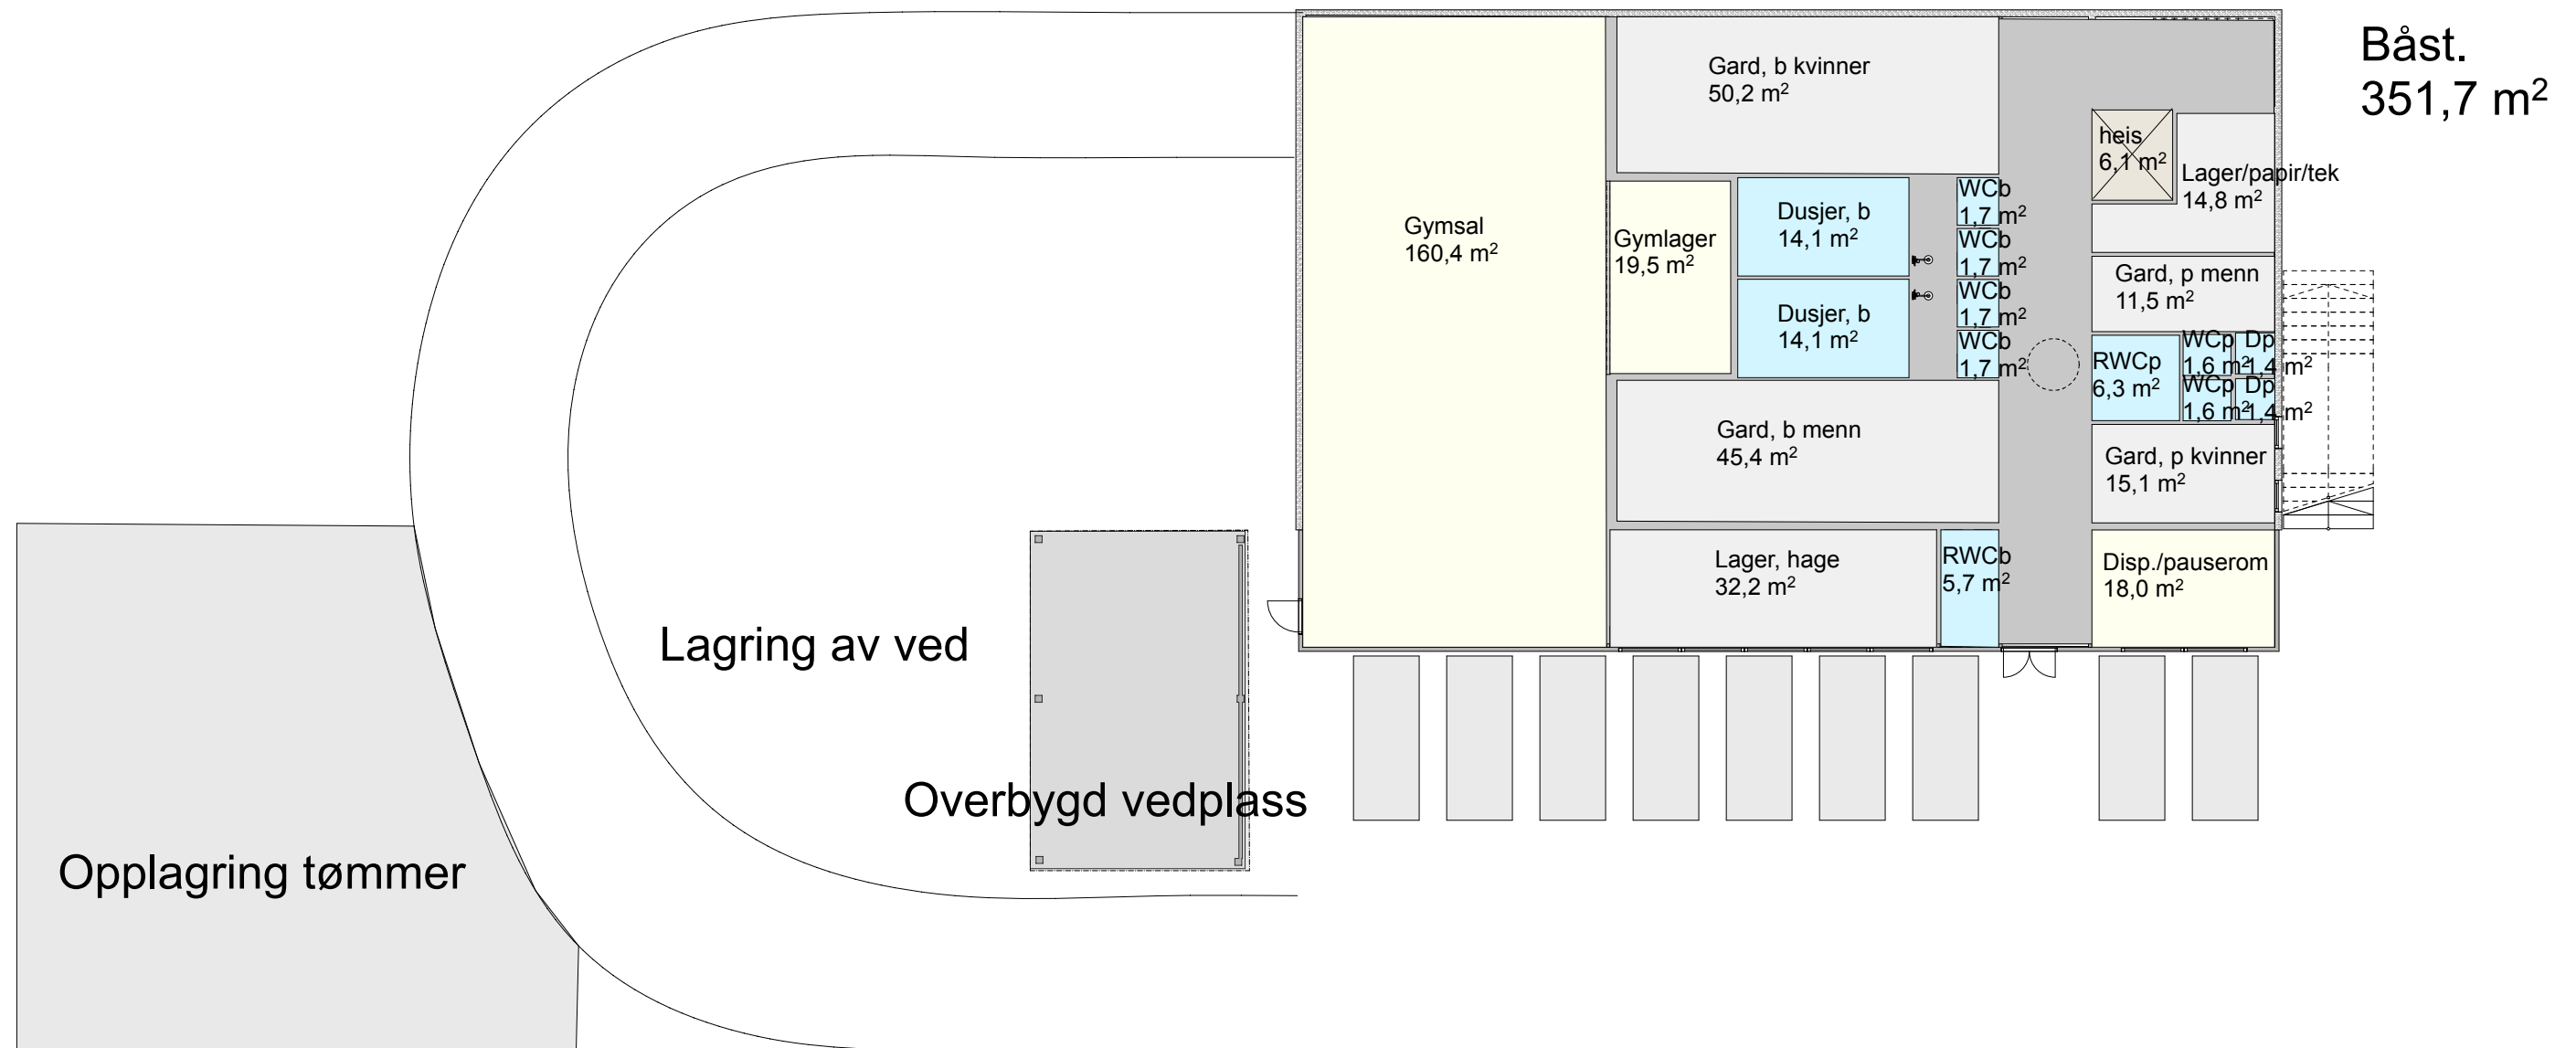 Båst.
351,7 m²
Gard, b kvinner
50,2 m²
heis
6,1 m²
Lager/papir/tek
14,8 m²
Gymsal
160,4 m²
Gymlager
19,5 m²
Dusjer, b
14,1 m²
Dusjer, b
14,1 m²
WCb
1,7 m²
WCb
1,7 m²
WCb
1,7 m²
WCb
1,7 m²
Gard, p menn
11,5 m²
RWCp
6,3 m²
WCp
1,6 m²
Dp
1,4 m²
WCp
1,6 m²
Dp
1,4 m²
Gard, b menn
45,4 m²
Gard, p kvinner
15,1 m²
Lager, hage
32,2 m²
RWCb
5,7 m²
Disp./pauserom
18,0 m²
Lagring av ved
Overbygd vedplass
Opplagring tømmer